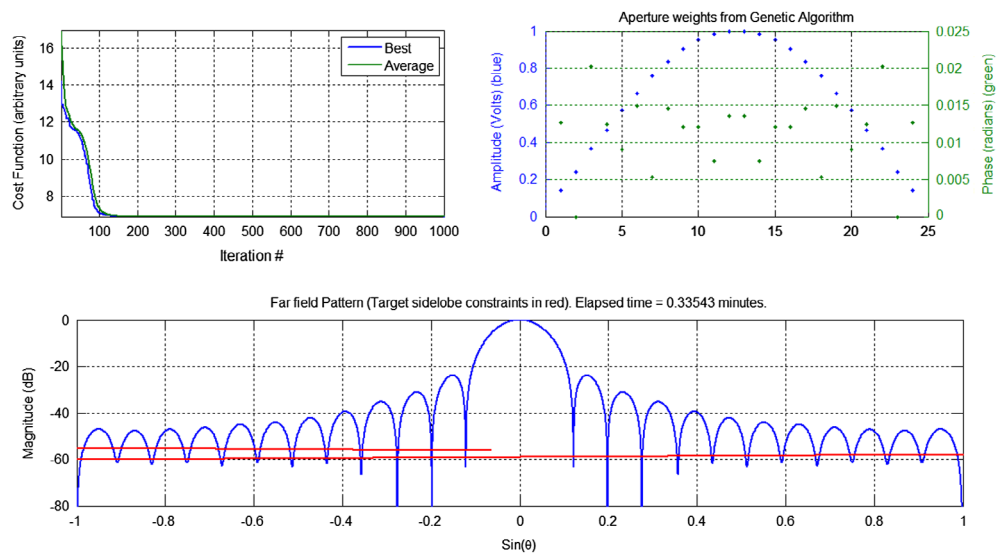 16
14
12
10
8
Cost Function (arbitrary units)
Best
Average
100 200 300 400 500 600 700 800 900 1000
Iteration #
Aperture weights from Genetic Algorithm
1
0.8
0.6
0.4
0.2
0
Amplitude (Volts) (blue)
0.025
0.02
0.015
0.01
0.005
0
Phase (radians) (green)
0 5 10 15 20 25
Far field Pattern (Target sidelobe constraints in red). Elapsed time = 0.33543 minutes.
0
-20
-40
-60
-80
Magnitude (dB)
-1 -0.8 -0.6 -0.4 -0.2 0 0.2 0.4 0.6 0.8 1
Sin(θ)